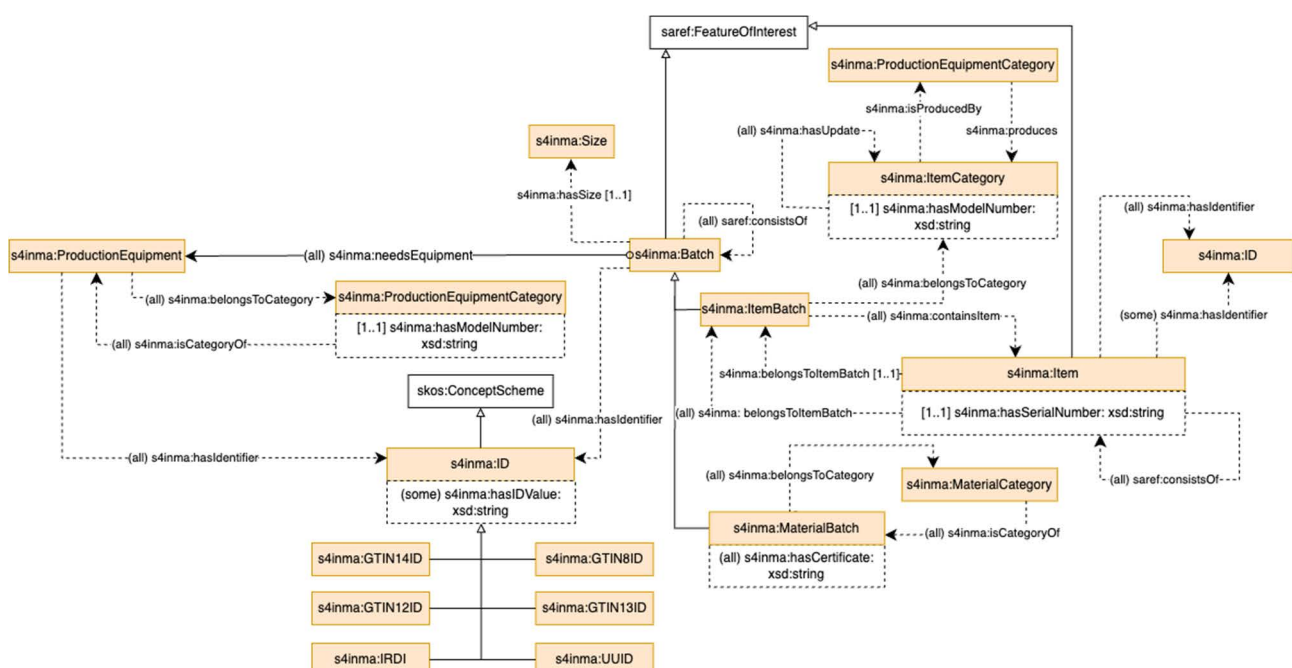 saref:FeatureOfInterest
s4inma:ProductionEquipmentCategory
s4inma:isProducedBy
(all) s4inma:hasUpdate
s4inma:produces
s4inma:Size
s4inma:ItemCategory
s4inma:hasSize [1..1]
[1..1] s4inma:hasModelNumber:
xsd:string
(all) s4inma:hasIdentifier
(all) saref:consistsOf
s4inma:ProductionEquipment
(all) s4inma:needsEquipment
s4inma:Batch
s4inma:ID
(all) s4inma:belongsToCategory
(all) s4inma:belongsToCategory
s4inma:ProductionEquipmentCategory
s4inma:ItemBatch
(all) s4inma:containsItem
(some) s4inma:hasIdentifier
[1..1] s4inma:hasModelNumber:
xsd:string
(all) s4inma:isCategoryOf
s4inma:belongsToItemBatch [1..1]
s4inma:Item
skos:ConceptScheme
(all) s4inma:hasIdentifier
(all) s4inma: belongsToItemBatch
[1..1] s4inma:hasSerialNumber: xsd:string
(all) s4inma:hasIdentifier
s4inma:ID
(all) s4inma:belongsToCategory
s4inma:MaterialCategory
(all) saref:consistsOf
(some) s4inma:hasIDValue:
xsd:string
s4inma:MaterialBatch
(all) s4inma:isCategoryOf
(all) s4inma:hasCertificate:
xsd:string
s4inma:GTIN14ID
s4inma:GTIN8ID
s4inma:GTIN12ID
s4inma:GTIN13ID
s4inma:IRDI
s4inma:UUID